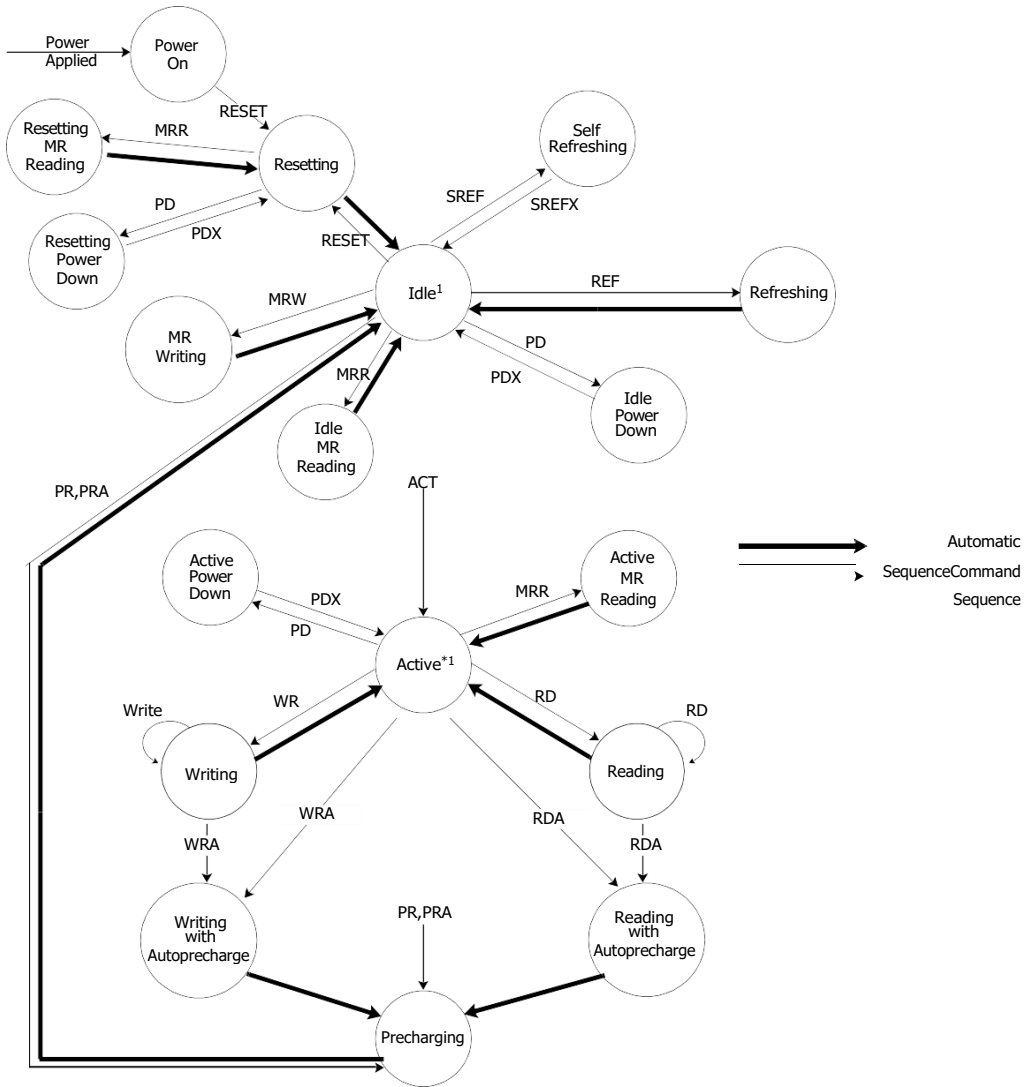 Power
Applied
Power
On
RESET
Resetting
MR
Reading
MRR
Resetting
Self
Refreshing
PD
PDX
SREF
SREFX
Resetting
Power
Down
RESET
Idle1
REF
Refreshing
MRW
MR
Writing
PD
PDX
MRR
Idle
Power
Down
Idle
MR
Reading
PR,PRA
ACT
Active
Power
Down
PDX
PD
MRR
Active
MR
Reading
Automatic
SequenceCommand
Sequence
Active*1
WR
RD
Write
RD
Writing
Reading
WRA
RDA
WRA
RDA
Writing
with
Autoprecharge
PR,PRA
Reading
with
Autoprecharge
Precharging